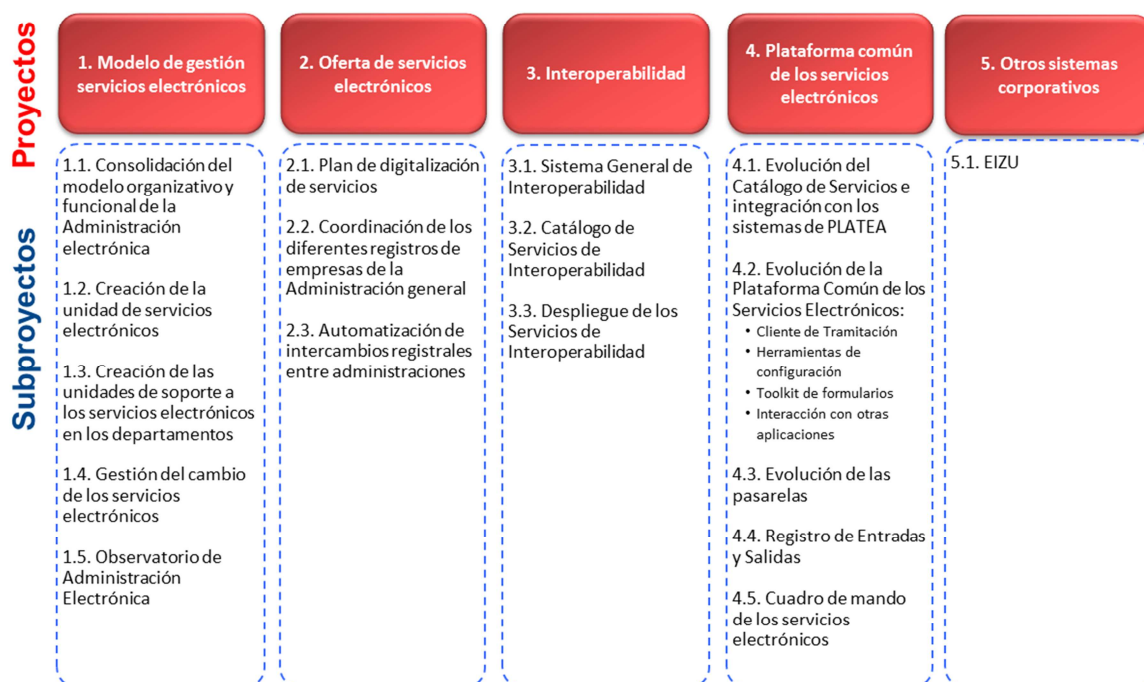 Proyectos
1. Modelo de gestión
servicios electrónicos
2. Oferta de servicios
electrónicos
3. Interoperabilidad
4. Plataforma común
de los servicios
electrónicos
5. Otros sistemas
corporativos
Subproyectos
1.1. Consolidación del
modelo organizativo y
funcional de la
Administración
electrónica
1.2. Creación de la
unidad de servicios
electrónicos
1.3. Creación de las
unidades de soporte a
los servicios electrónicos
en los departamentos
1.4. Gestión del cambio
de los servicios
electrónicos
1.5. Observatorio de
Administración
Electrónica
2.1. Plan de digitalización
de servicios
2.2. Coordinación de los
diferentes registros de
empresas de la
Administración general
2.3. Automatización de
intercambios registrales
entre administraciones
3.1. Sistema General de
Interoperabilidad
3.2. Catálogo de
Servicios de
Interoperabilidad
3.3. Despliegue de los
Servicios de
Interoperabilidad
4.1. Evolución del
Catálogo de Servicios e
integración con los
sistemas de PLATEA
4.2. Evolución de la
Plataforma Común de los
Servicios Electrónicos:
• Cliente de Tramitación
• Herramientas de
configuración
• Toolkit de formularios
• Interacción con otras
aplicaciones
4.3. Evolución de las
pasarelas
4.4. Registro de Entradas
y Salidas
4.5. Cuadro de mando
de los servicios
electrónicos
5.1. EIZU